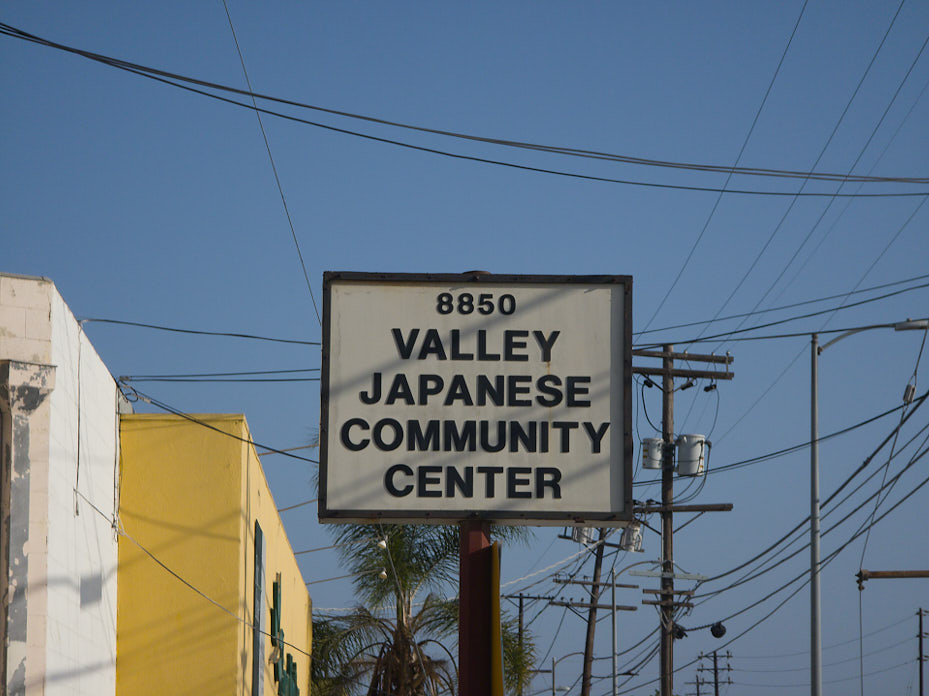 8850
VALLEY
JAPANESE
COMMUNITY
CENTER